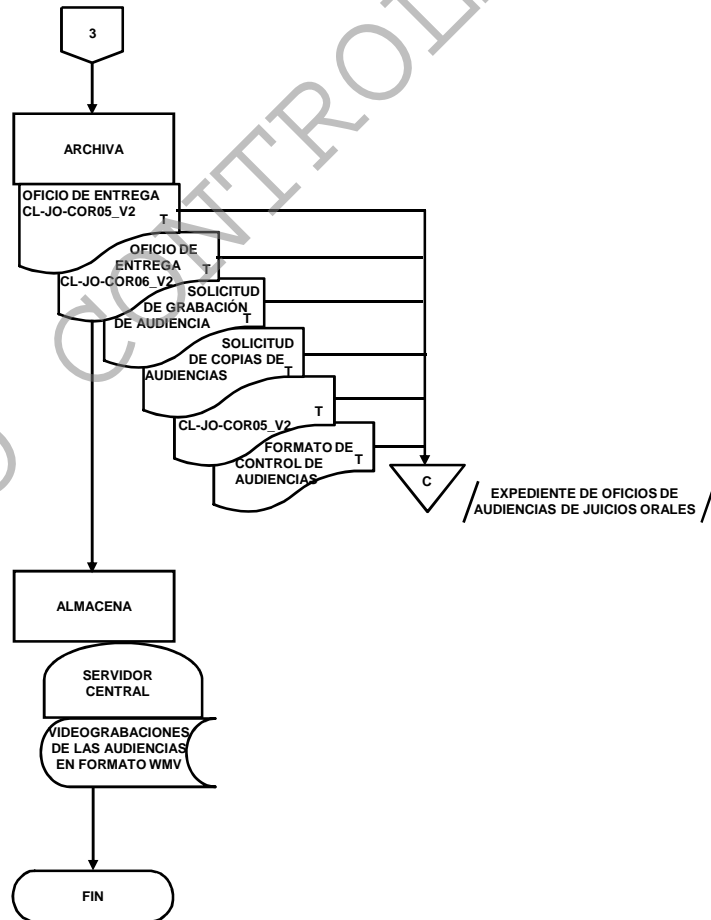 3
ARCHIVA
OFICIO DE ENTREGA
CL-JO-COR05_V2
T
OFICIO DE
ENTREGA
T
CL-JO-COR06_V2
SOLICITUD
DE GRABACIÓN
DE AUDIENCIA
T
SOLICITUD
DE COPIAS DE
AUDIENCIAS
T
T
CL-JO-COR05_V2
FORMATO DE
CONTROL DE
AUDIENCIAS
T
C
/ EXPEDIENTE DE OFICIOS DE
AUDIENCIAS DE JUICIOS ORALES /
ALMACENA
SERVIDOR
CENTRAL
VIDEOGRABACIONES
DE LAS AUDIENCIAS
EN FORMATO WMV
FIN